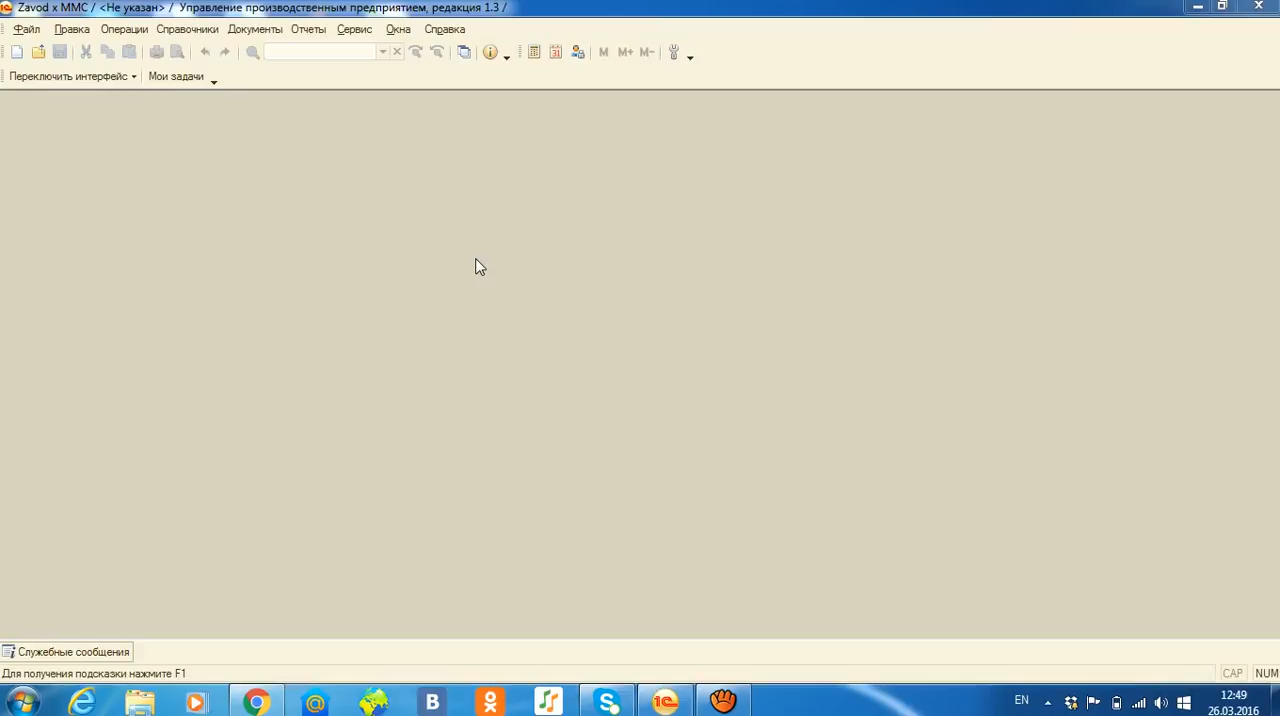 Zavod x MMC / <Не указан> / Управление производственным предприятием, редакция 1.3 /
Файл Правка Операции Справочники Документы Отчеты Сервис Окна Справка
M M+ M-
Переключить интерфейс Мои задачи
Служебные сообщения
Для получения подсказки нажмите F1
CAP NUM
EN
12:49
26.03.2016